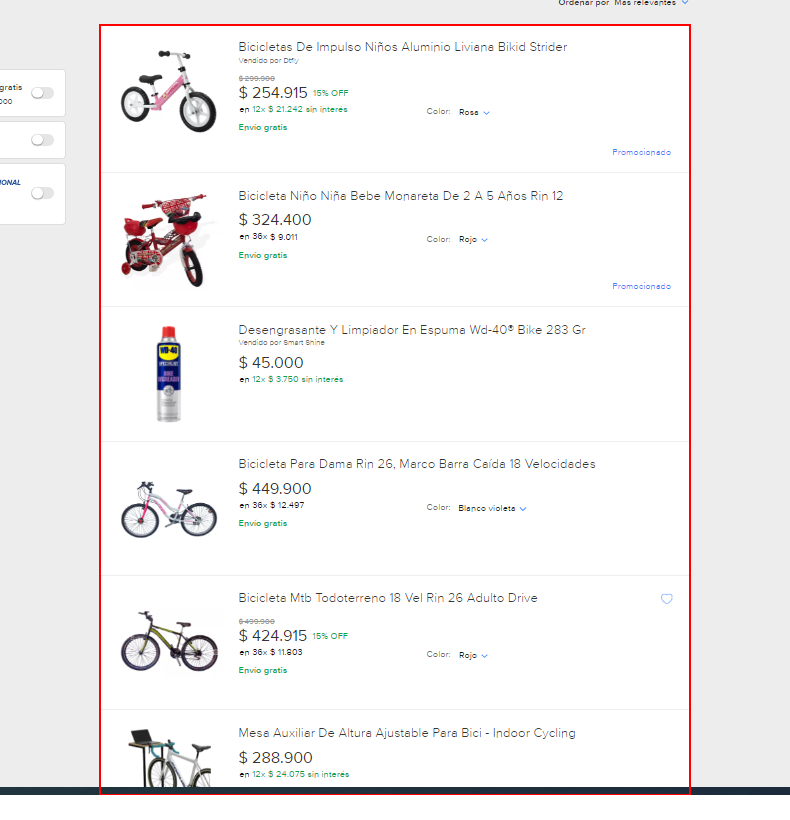 Ordenar por Más relevantes
gratis
000
IONAL
Bicicletas De Impulso Niños Aluminio Liviana Bikid Strider
Vendido por Dtfly
$ 299.900
$ 254.915 15% OFF
en 12x $ 21.242 sin interés
Color: Rosa
Envío gratis
Promocionado
Bicicleta Niño Niña Bebe Monareta De 2 A 5 Años Rin 12
$ 324.400
en 36x $ 9.011
Color: Rojo
Envío gratis
Promocionado
Desengrasante Y Limpiador En Espuma Wd-40® Bike 283 Gr
Vendido por Smart Shine
$ 45.000
en 12x $ 3.750 sin interés
WD-40
SPECIALIST
Bicicleta Para Dama Rin 26, Marco Barra Caída 18 Velocidades
$ 449.900
en 36x $ 12.497
Color: Blanco violeta
Envío gratis
Bicicleta Mtb Todoterreno 18 Vel Rin 26 Adulto Drive
$ 499.900
$ 424.915 15% OFF
en 36x $ 11.803
Color: Rojo
Envío gratis
Mesa Auxiliar De Altura Ajustable Para Bici - Indoor Cycling
$ 288.900
en 12x $ 24.075 sin interés